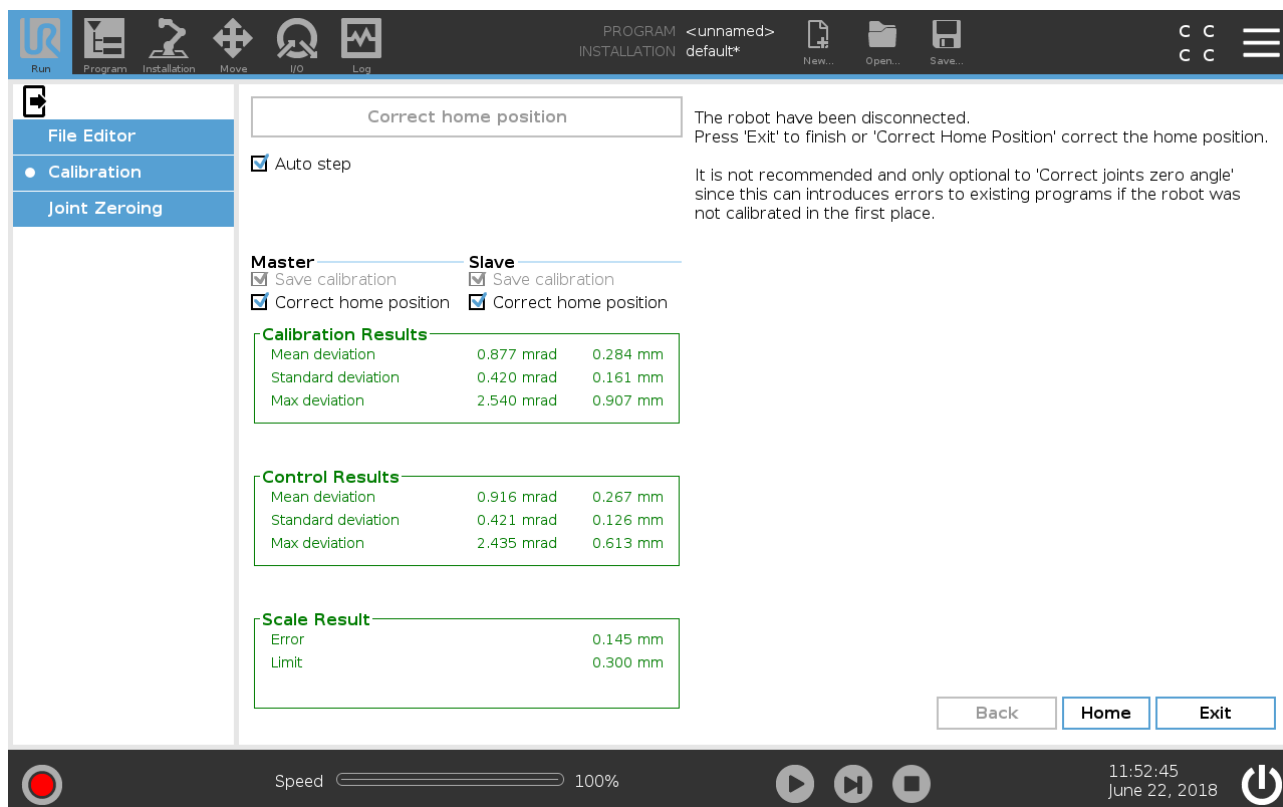 PROGRAM <unnamed>
INSTALLATION default*
C C
C C
UR
Run Program Installation Move I/O Log New... Open... Save...
File Editor
Calibration
Joint Zeroing
Correct home position
Auto step
Master Slave
Save calibration Save calibration
Correct home position Correct home position
Calibration Results
Mean deviation 0.877 mrad 0.284 mm
Standard deviation 0.420 mrad 0.161 mm
Max deviation 2.540 mrad 0.907 mm
Control Results
Mean deviation 0.916 mrad 0.267 mm
Standard deviation 0.421 mrad 0.126 mm
Max deviation 2.435 mrad 0.613 mm
Scale Result
Error 0.145 mm
Limit 0.300 mm
The robot have been disconnected.
Press 'Exit' to finish or 'Correct Home Position' correct the home position.
It is not recommended and only optional to 'Correct joints zero angle'
since this can introduces errors to existing programs if the robot was
not calibrated in the first place.
Back Home Exit
Speed 100%
11:52:45
June 22, 2018